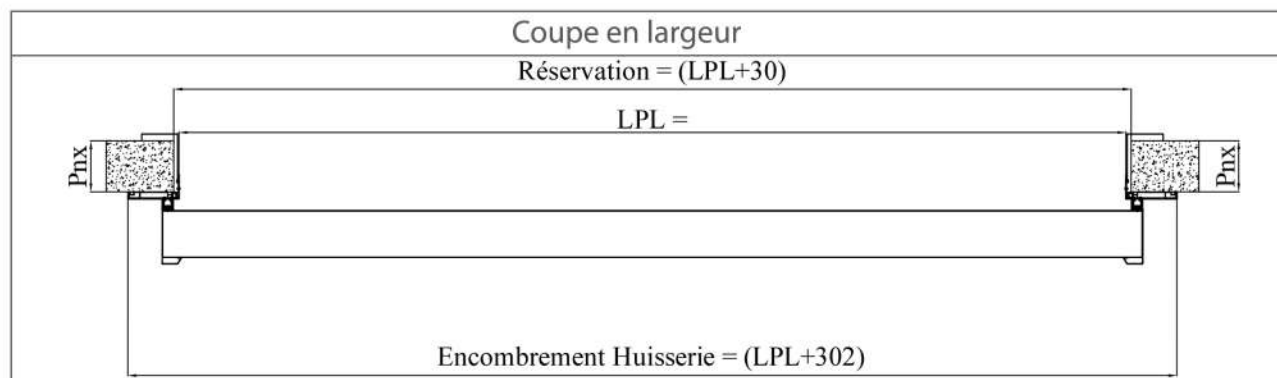 Coupe en largeur
Réservation = (LPL+30)
LPL =
Pnx
Pnx
Encombrement Huisserie = (LPL+302)